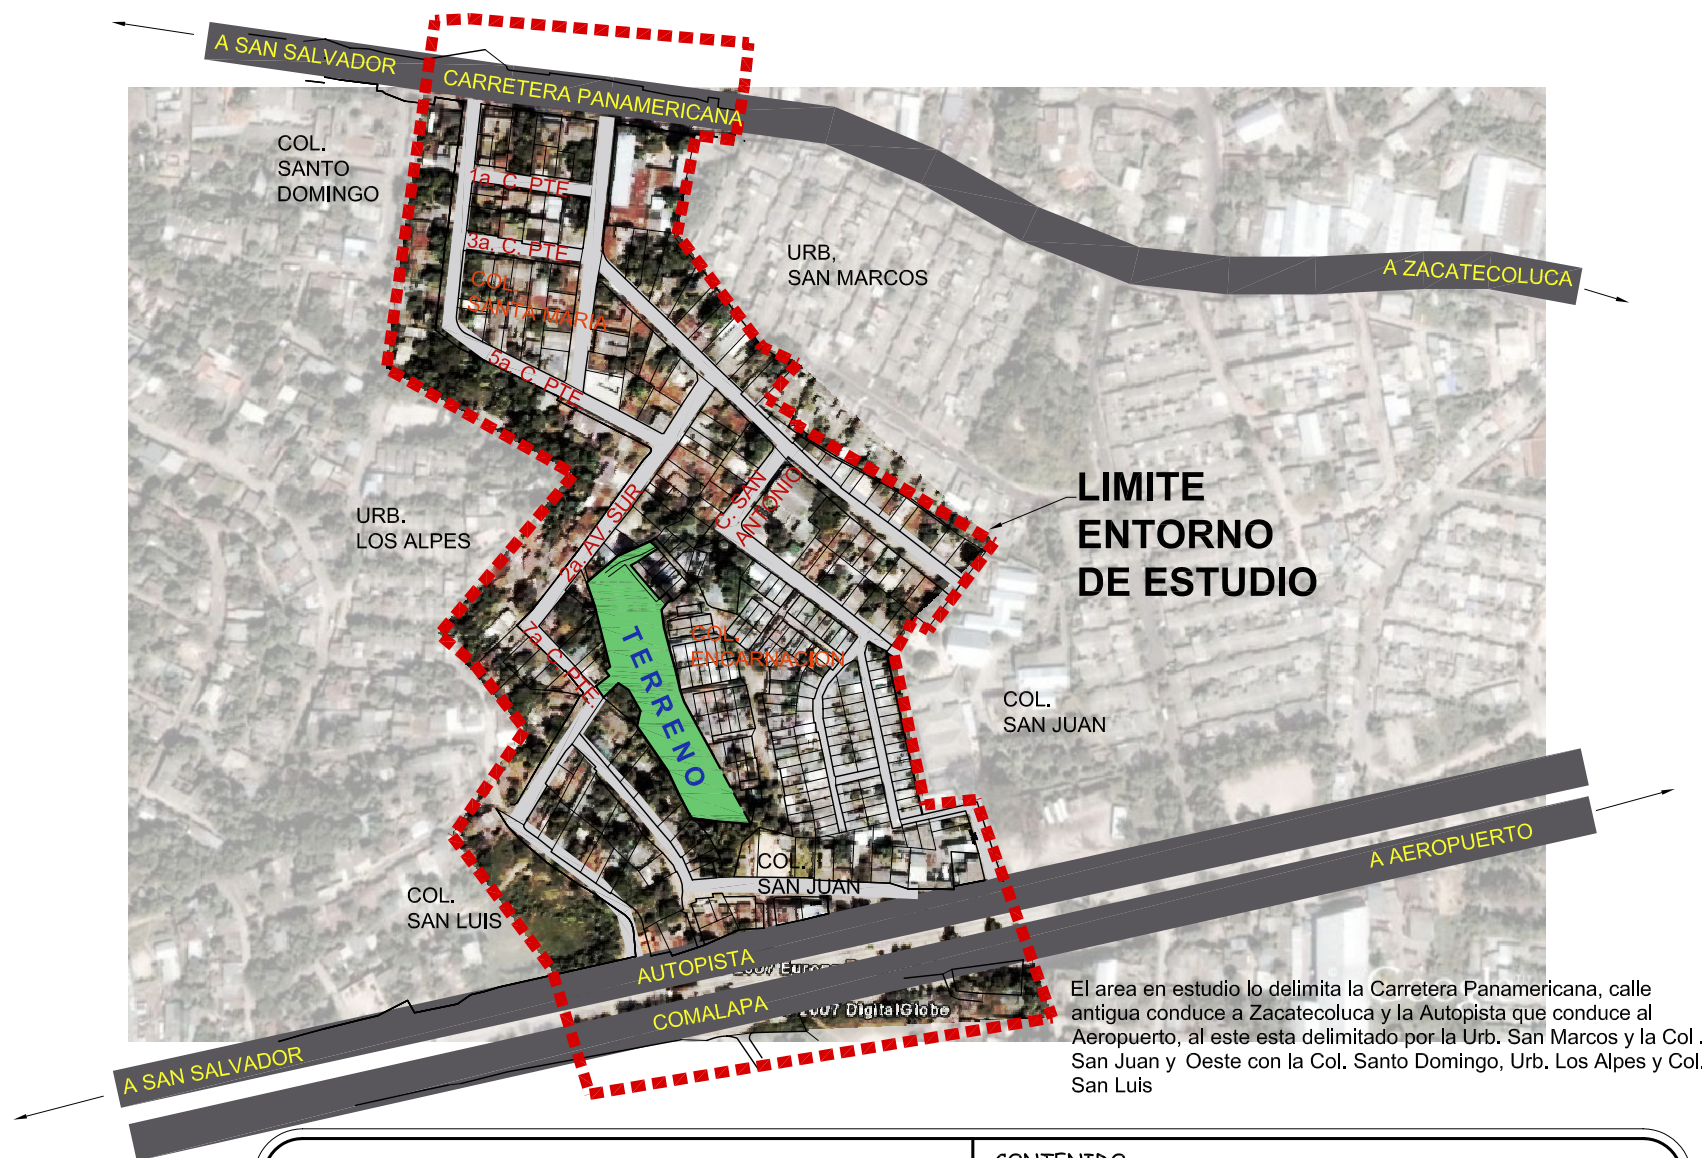 A SAN SALVADOR
CARRETERA PANAMERICANA
COL.
SANTO
DOMINGO
1a. C. PTE
3a. C. PTE
COL.
SANTA MARIA
5a. C. PTE
URB,
SAN MARCOS
A ZACATECOLUCA
URB.
LOS ALPES
2a. AV. SUR
C. SAN
ANTONIO
LIMITE
ENTORNO
DE ESTUDIO
7a. C. PTE.
TERRENO
COL.
ENCARNACION
COL.
SAN JUAN
COL.
SAN JUAN
COL.
SAN LUIS
A AEROPUERTO
AUTOPISTA
COMALAPA
2007 DigitalGlobe
A SAN SALVADOR
El area en estudio lo delimita la Carretera Panamericana, calle
antigua conduce a Zacatecoluca y la Autopista que conduce al
Aeropuerto, al este esta delimitado por la Urb. San Marcos y la Col .
San Juan y Oeste con la Col. Santo Domingo, Urb. Los Alpes y Col.
San Luis